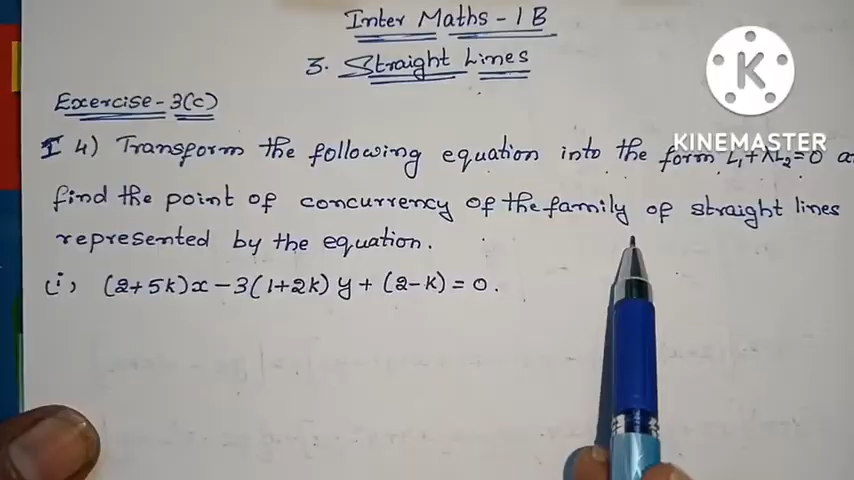 Inter Maths - 1B
3. Straight Lines
Exercise - 3(c)
K
KINEMASTER
I 4) Transform the following equation into the form L₁+λL₂=0
find the point of concurrency of the family of straight lines
represented by the equation.
(i) (2+5k)x-3(1+2k)y+(2-k)=0.